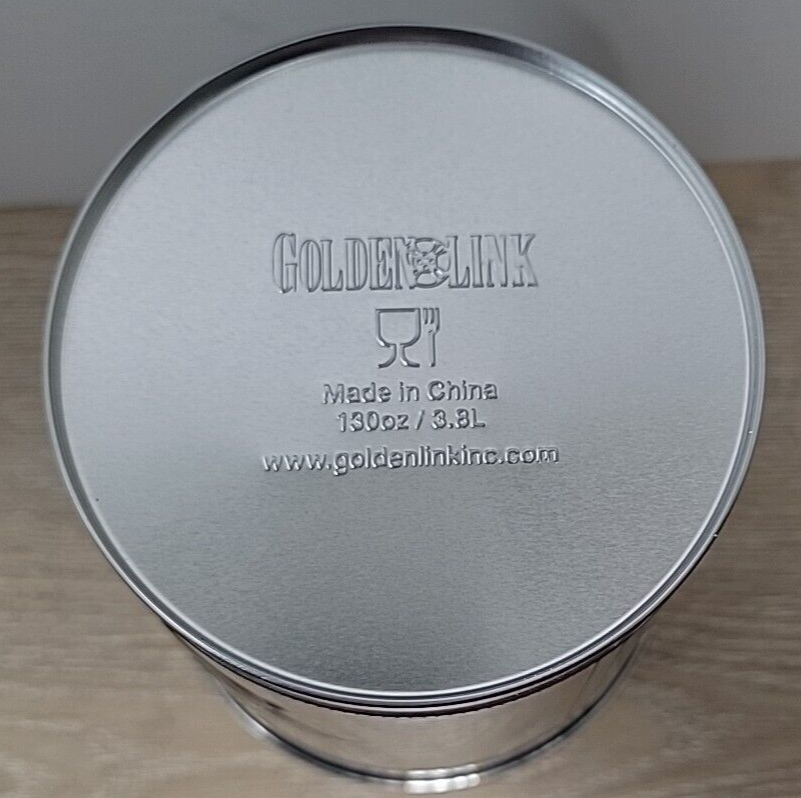 GOLDEN LINK
Made in China
130oz / 3.8L
www.goldenlinkinc.com